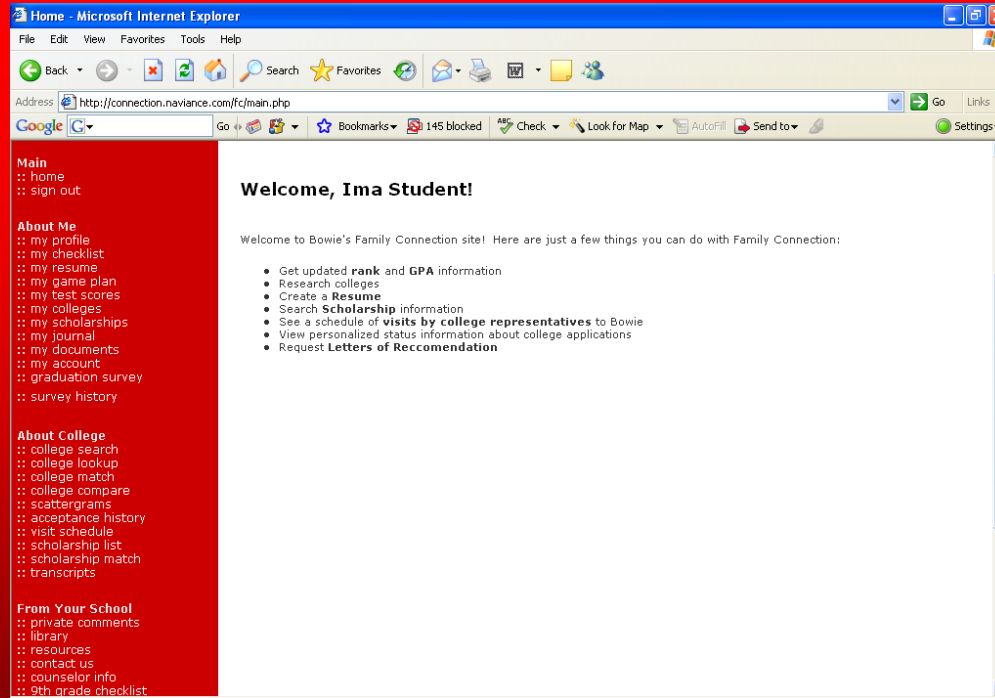 Home - Microsoft Internet Explorer
File Edit View Favorites Tools Help
Back Search Favorites
Address http://connection.naviance.com/fc/main.php Go Links
Google G Go Bookmarks 145 blocked ABC Check Look for Map AutoFill Send to Settings
Main
:: home
:: sign out
About Me
:: my profile
:: my checklist
:: my resume
:: my game plan
:: my test scores
:: my colleges
:: my scholarships
:: my journal
:: my documents
:: my account
:: graduation survey
:: survey history
About College
:: college search
:: college lookup
:: college match
:: college compare
:: scattergrams
:: acceptance history
:: visit schedule
:: scholarship list
:: scholarship match
:: transcripts
From Your School
:: private comments
:: library
:: resources
:: contact us
:: counselor info
:: 9th grade checklist
Welcome, Ima Student!
Welcome to Bowie's Family Connection site! Here are just a few things you can do with Family Connection:
• Get updated rank and GPA information
• Research colleges
• Create a Resume
• Search Scholarship information
• See a schedule of visits by college representatives to Bowie
• View personalized status information about college applications
• Request Letters of Reccomendation